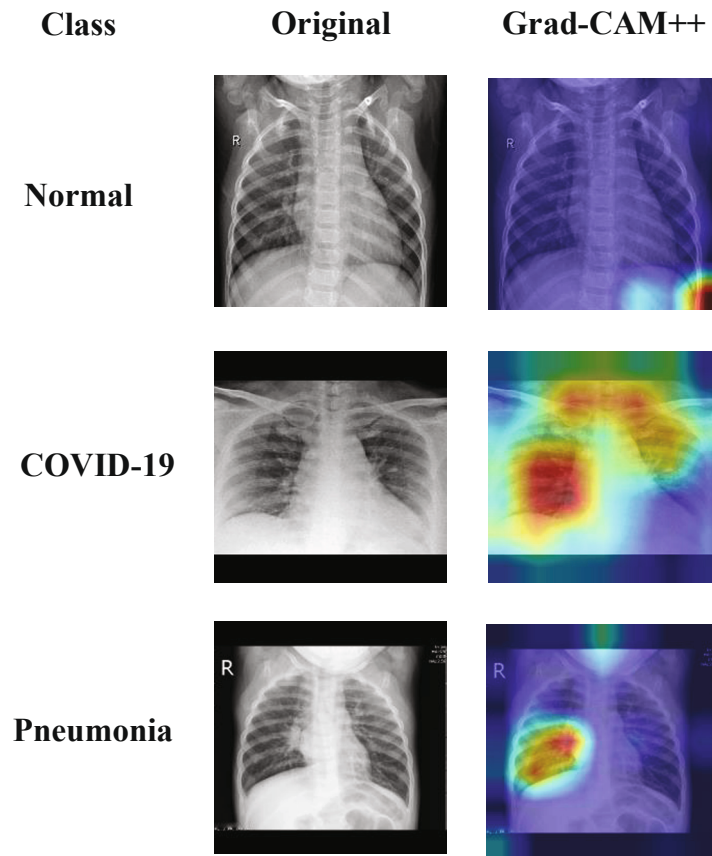 Class Original Grad-CAM++
R R
Normal
COVID-19
R R
Pneumonia